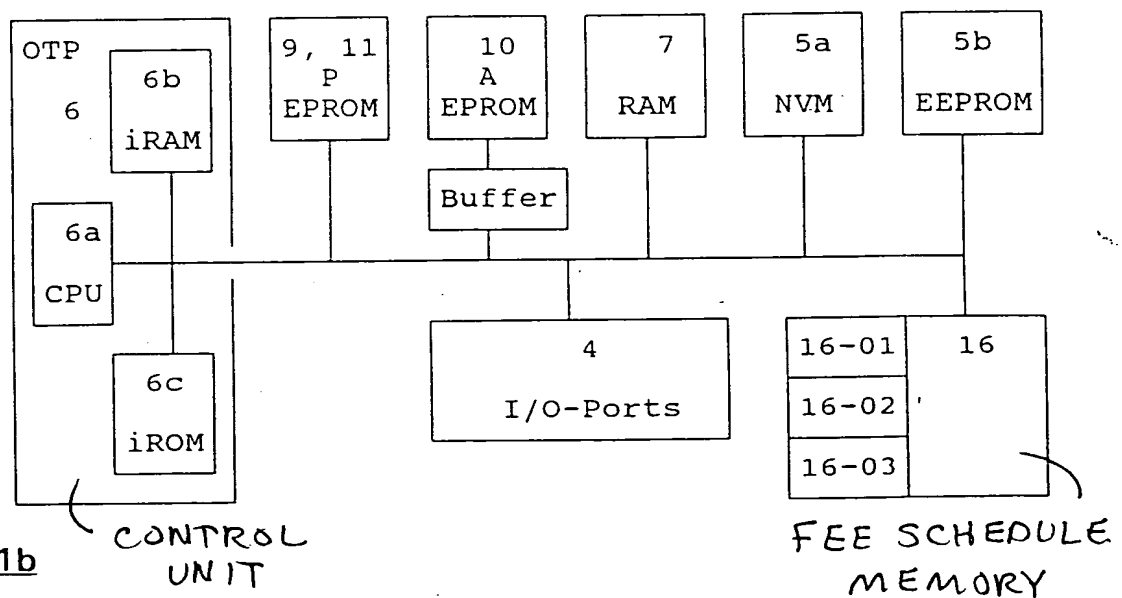 OTP
6
6b
iRAM
6a
CPU
6c
iROM
9, 11
P
EPROM
10
A
EPROM
Buffer
7
RAM
5a
NVM
5b
EEPROM
4
I/O-Ports
16-01
16-02
16-03
16
CONTROL
UNIT
FEE SCHEDULE
MEMORY
1b